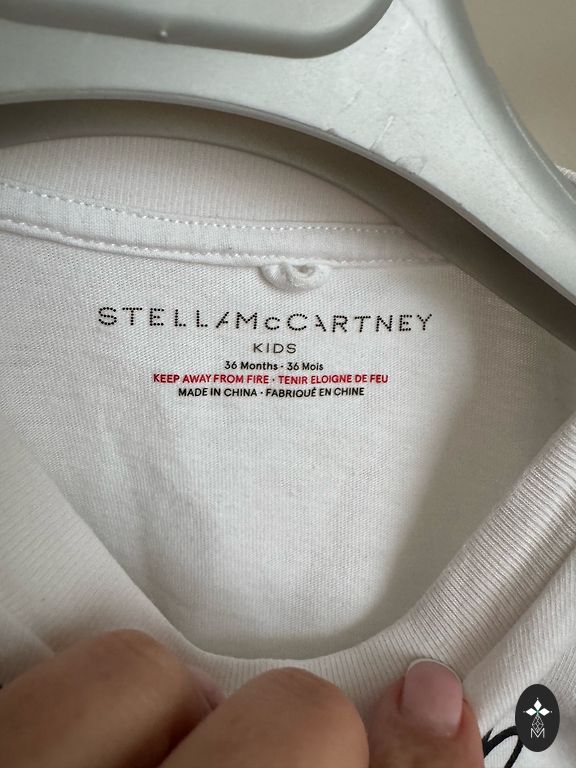 STELLAMcCARTNEY
KIDS
36 Months · 36 Mois
KEEP AWAY FROM FIRE · TENIR ELOIGNE DE FEU
MADE IN CHINA · FABRIQUÉ EN CHINE
M